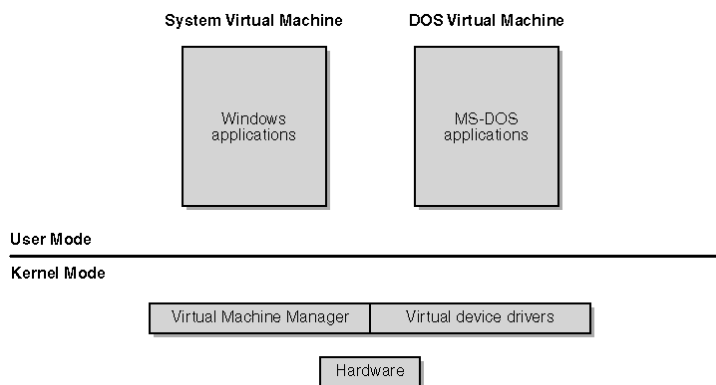 System Virtual Machine
DOS Virtual Machine
Windows
applications
MS-DOS
applications
User Mode
Kernel Mode
Virtual Machine Manager
Virtual device drivers
Hardware